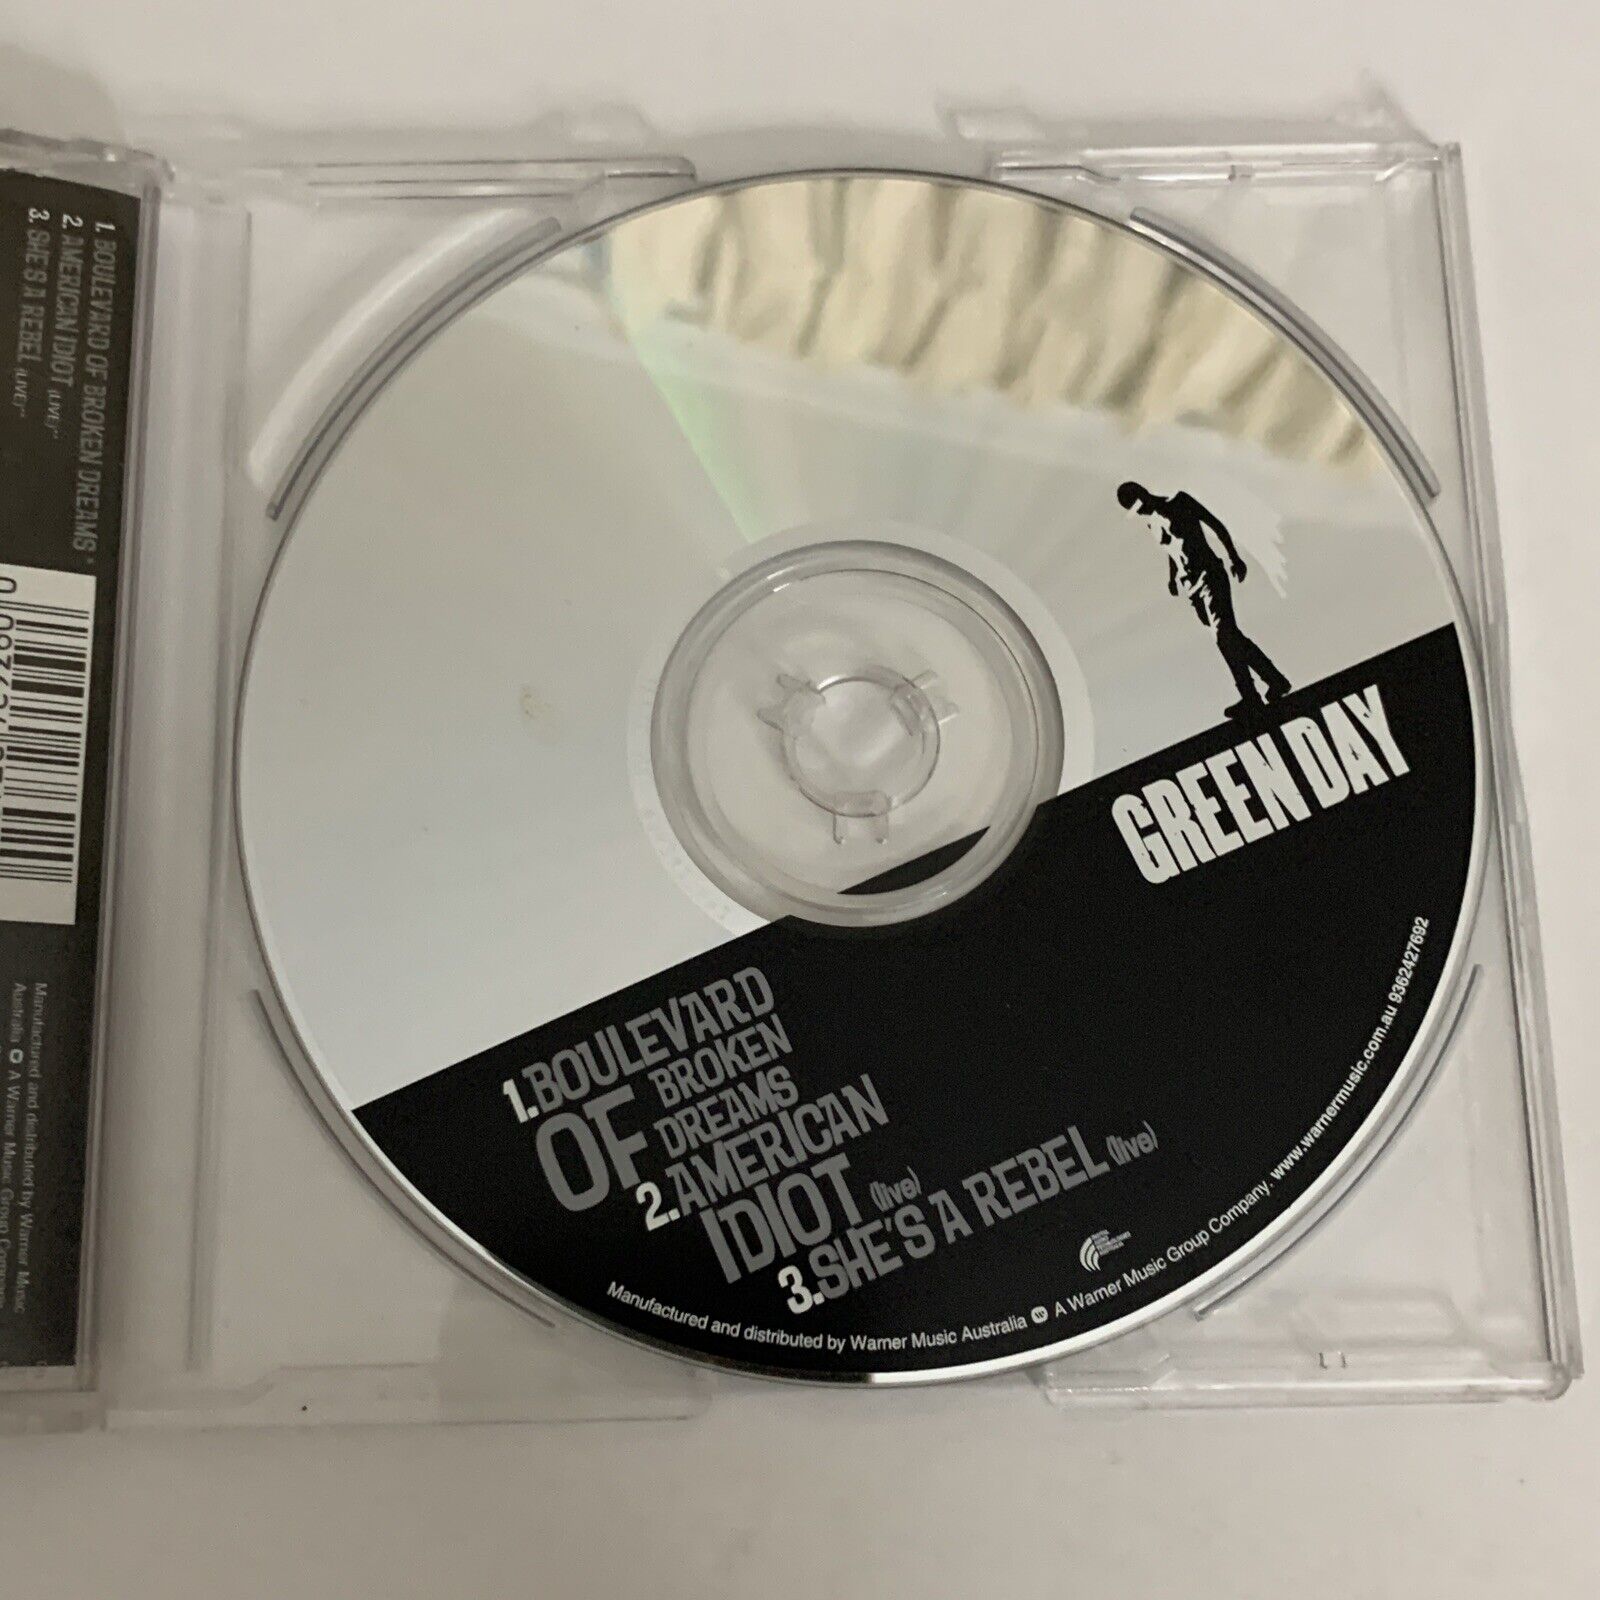 1. BOULEVARD OF BROKEN DREAMS *
2. AMERICAN IDIOT (LIVE)**
3. SHE'S A REBEL (LIVE)**
Manufactured and distributed by Warner Music
Australia A Warner Music Group Company
GREEN DAY
1.BOULEVARD
OF BROKEN
DREAMS
2.AMERICAN
IDIOT (live)
3.SHE'S A REBEL (live)
Manufactured and distributed by Warner Music Australia A Warner Music Group Company. www.warnermusic.com.au 9362427692